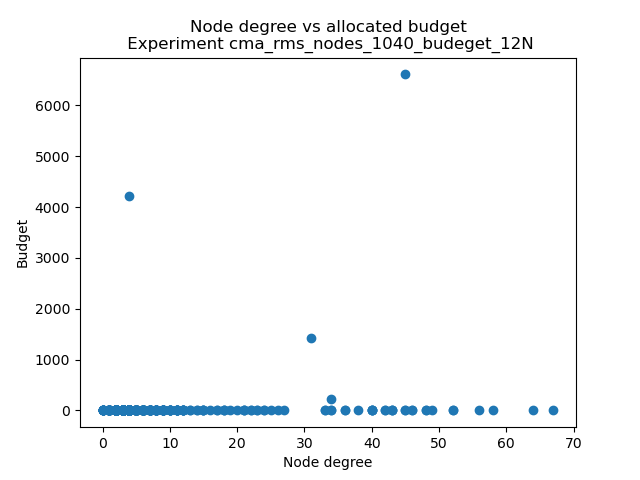 Node degree vs allocated budget
Experiment cma_rms_nodes_1040_budeget_12N
6000
5000
4000
3000
2000
1000
0
Budget
0 10 20 30 40 50 60 70
Node degree